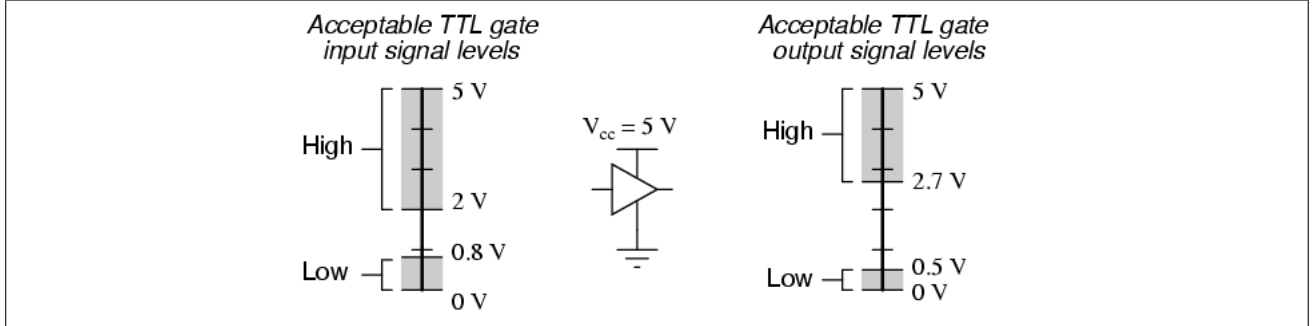 Acceptable TTL gate
input signal levels
5 V
High
2 V
0.8 V
Low
0 V
Vcc = 5 V
Acceptable TTL gate
output signal levels
5 V
High
2.7 V
0.5 V
Low
0 V